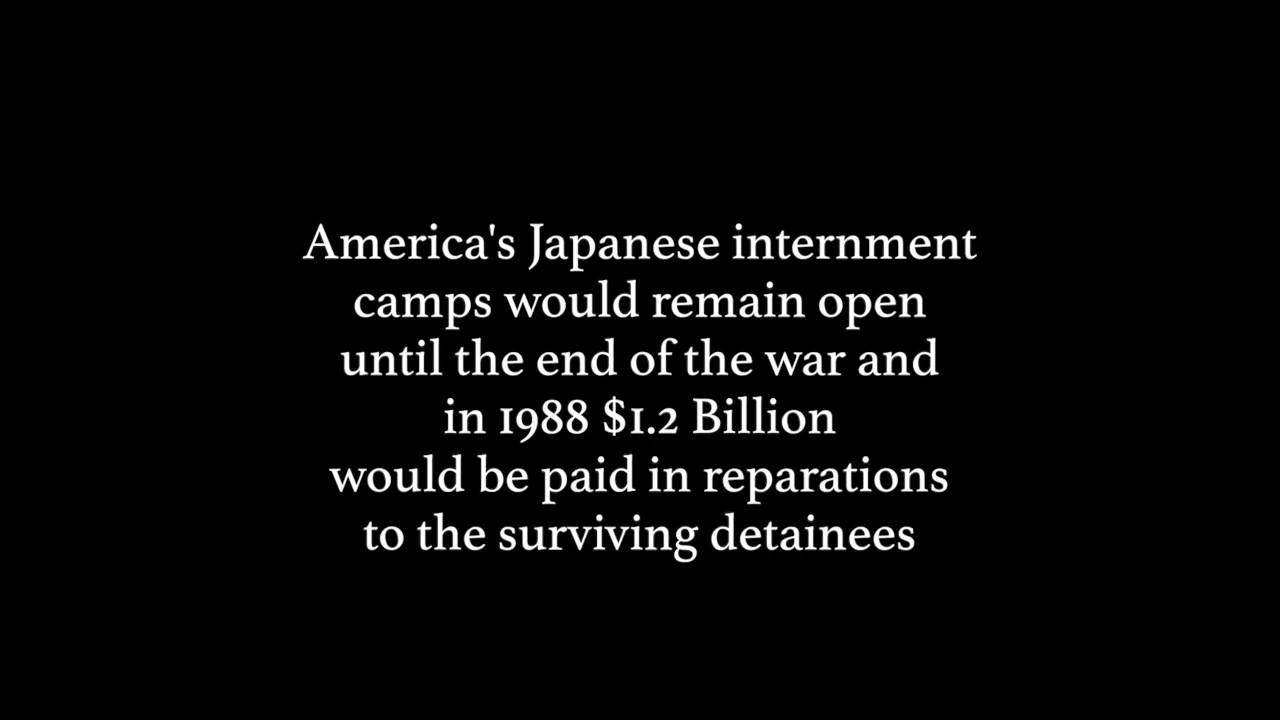 America's Japanese internment
camps would remain open
until the end of the war and
in 1988 $1.2 Billion
would be paid in reparations
to the surviving detainees